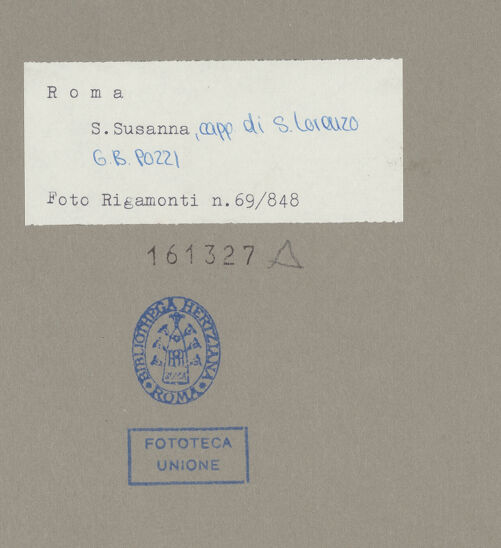 Roma
S.Susanna, capp di S. Lorenzo
G.B. POZZI
Foto Rigamonti n.69/848
161327 A
BIBLIOTHECA HERTZIANA
ROMA
FOTOTECA
UNIONE